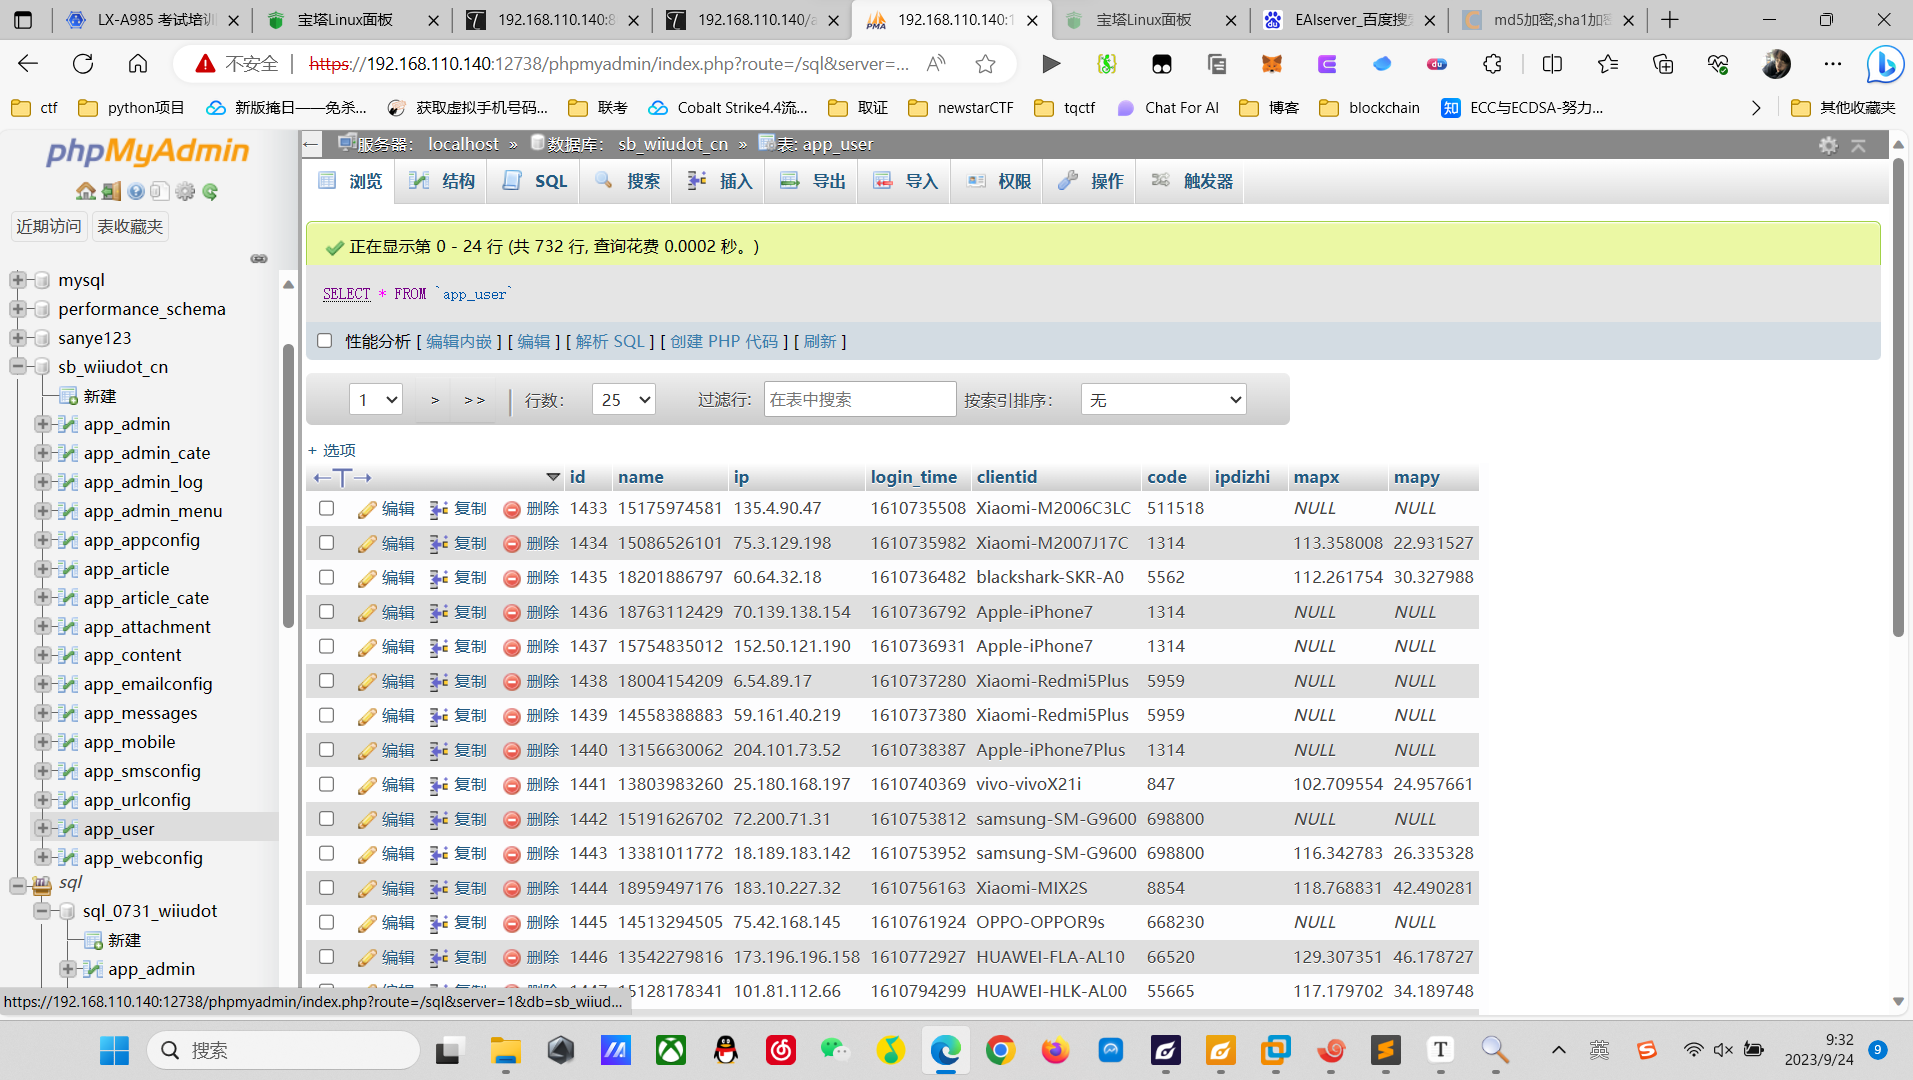 LX-A985 考试培训
宝塔Linux面板
192.168.110.140:8
192.168.110.140/a
192.168.110.140:1
宝塔Linux面板
EAIserver_百度搜
md5加密,sha1加密
不安全
https://192.168.110.140:12738/phpmyadmin/index.php?route=/sql&server=...
ctf
python项目
新版掩日——免杀...
获取虚拟手机号码...
联考
Cobalt Strike4.4流...
取证
newstarCTF
tqctf
Chat For AI
博客
blockchain
知 ECC与ECDSA-努力...
其他收藏夹
phpMyAdmin
近期访问 表收藏夹
mysql
performance_schema
sanye123
sb_wiiudot_cn
新建
app_admin
app_admin_cate
app_admin_log
app_admin_menu
app_appconfig
app_article
app_article_cate
app_attachment
app_content
app_emailconfig
app_messages
app_mobile
app_smsconfig
app_urlconfig
app_user
app_webconfig
sql
sql_0731_wiiudot
新建
app_admin
服务器: localhost » 数据库: sb_wiiudot_cn » 表: app_user
浏览 结构 SQL 搜索 插入 导出 导入 权限 操作 触发器
正在显示第 0 - 24 行 (共 732 行, 查询花费 0.0002 秒。)
SELECT * FROM `app_user`
性能分析 [ 编辑内嵌 ] [ 编辑 ] [ 解析 SQL ] [ 创建 PHP 代码 ] [ 刷新 ]
1 > >> | 行数: 25 过滤行: 在表中搜索 按索引排序: 无
+ 选项
←T→ id name ip login_time clientid code ipdizhi mapx mapy
编辑 复制 删除 1433 15175974581 135.4.90.47 1610735508 Xiaomi-M2006C3LC 511518 NULL NULL
编辑 复制 删除 1434 15086526101 75.3.129.198 1610735982 Xiaomi-M2007J17C 1314 113.358008 22.931527
编辑 复制 删除 1435 18201886797 60.64.32.18 1610736482 blackshark-SKR-A0 5562 112.261754 30.327988
编辑 复制 删除 1436 18763112429 70.139.138.154 1610736792 Apple-iPhone7 1314 NULL NULL
编辑 复制 删除 1437 15754835012 152.50.121.190 1610736931 Apple-iPhone7 1314 NULL NULL
编辑 复制 删除 1438 18004154209 6.54.89.17 1610737280 Xiaomi-Redmi5Plus 5959 NULL NULL
编辑 复制 删除 1439 14558388883 59.161.40.219 1610737380 Xiaomi-Redmi5Plus 5959 NULL NULL
编辑 复制 删除 1440 13156630062 204.101.73.52 1610738387 Apple-iPhone7Plus 1314 NULL NULL
编辑 复制 删除 1441 13803983260 25.180.168.197 1610740369 vivo-vivoX21i 847 102.709554 24.957661
编辑 复制 删除 1442 15191626702 72.200.71.31 1610753812 samsung-SM-G9600 698800 NULL NULL
编辑 复制 删除 1443 13381011772 18.189.183.142 1610753952 samsung-SM-G9600 698800 116.342783 26.335328
编辑 复制 删除 1444 18959497176 183.10.227.32 1610756163 Xiaomi-MIX2S 8854 118.768831 42.490281
编辑 复制 删除 1445 14513294505 75.42.168.145 1610761924 OPPO-OPPOR9s 668230 NULL NULL
编辑 复制 删除 1446 13542279816 173.196.196.158 1610772927 HUAWEI-FLA-AL10 66520 129.307351 46.178727
15128178341 101.81.112.66 1610794299 HUAWEI-HLK-AL00 55665 117.179702 34.189748
https://192.168.110.140:12738/phpmyadmin/index.php?route=/sql&server=1&db=sb_wiiud...
搜索
英
9:32
2023/9/24
9